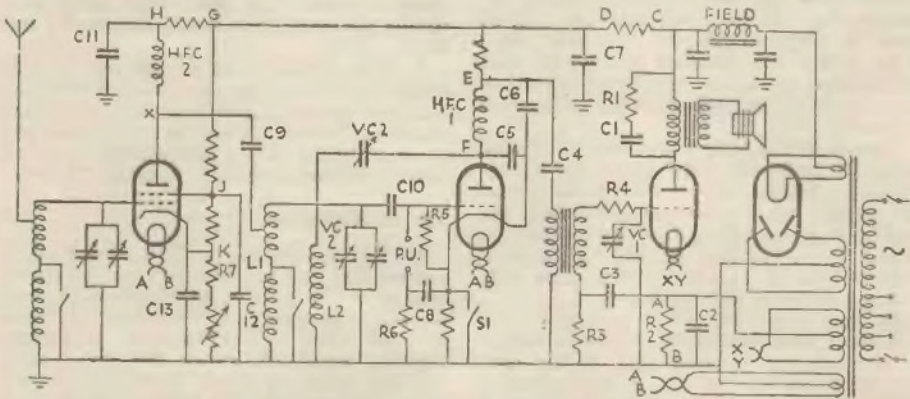 H G D C FIELD
C11 HFC 2 E C7 R1
X HFC 1 C6 C1
C9 VC2 F C5 C4
J C10 R4
K R5 VC 1
A B R7 L1 VC 2 P.U. AB C3 XY
C13 C 12 L2 C8 S1 A R 2 C2
R6 R3 B X Y
A B